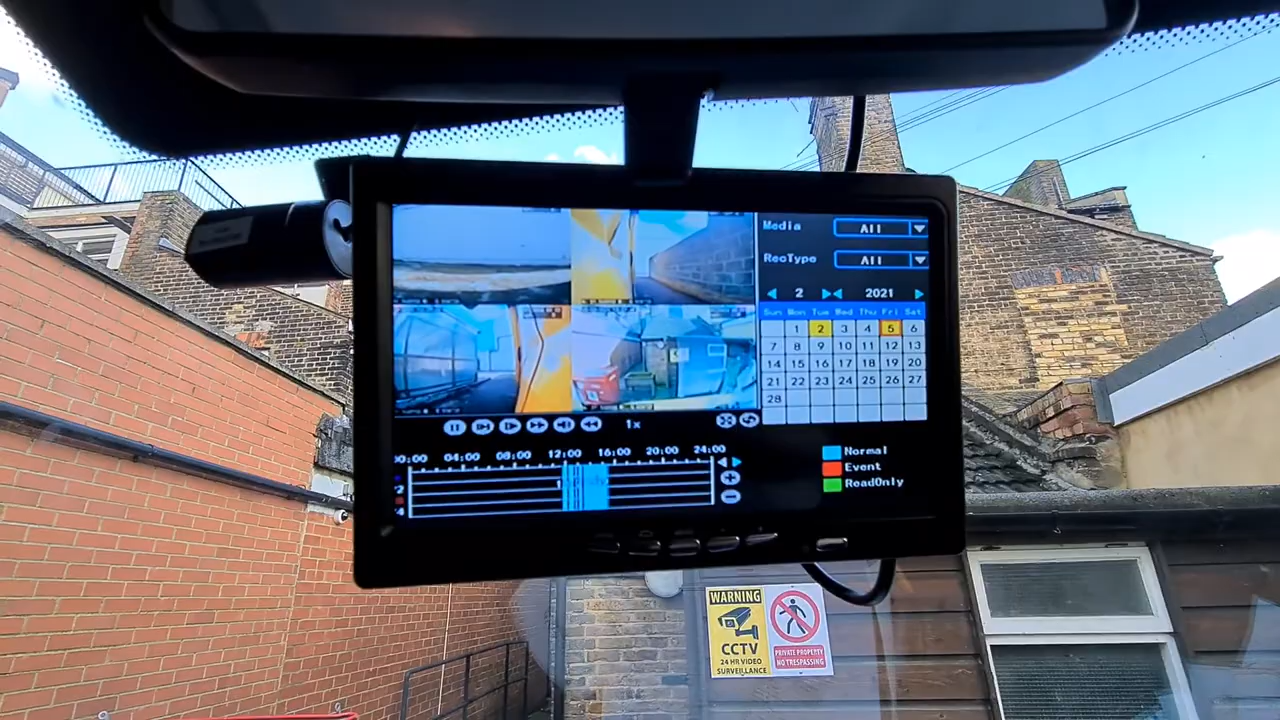 Media All
RecType All
2 2021
Sun Mon Tue Wed Thu Fri Sat
1 2 3 4 5 6
7 8 9 10 11 12 13
14 15 16 17 18 19 20
21 22 23 24 25 26 27
28
1x
00:00 04:00 08:00 12:00 16:00 20:00 24:00
2
4
Normal
Event
ReadOnly
WARNING
CCTV
24 HR VIDEO
SURVEILLANCE
PRIVATE PROPERTY
NO TRESPASSING